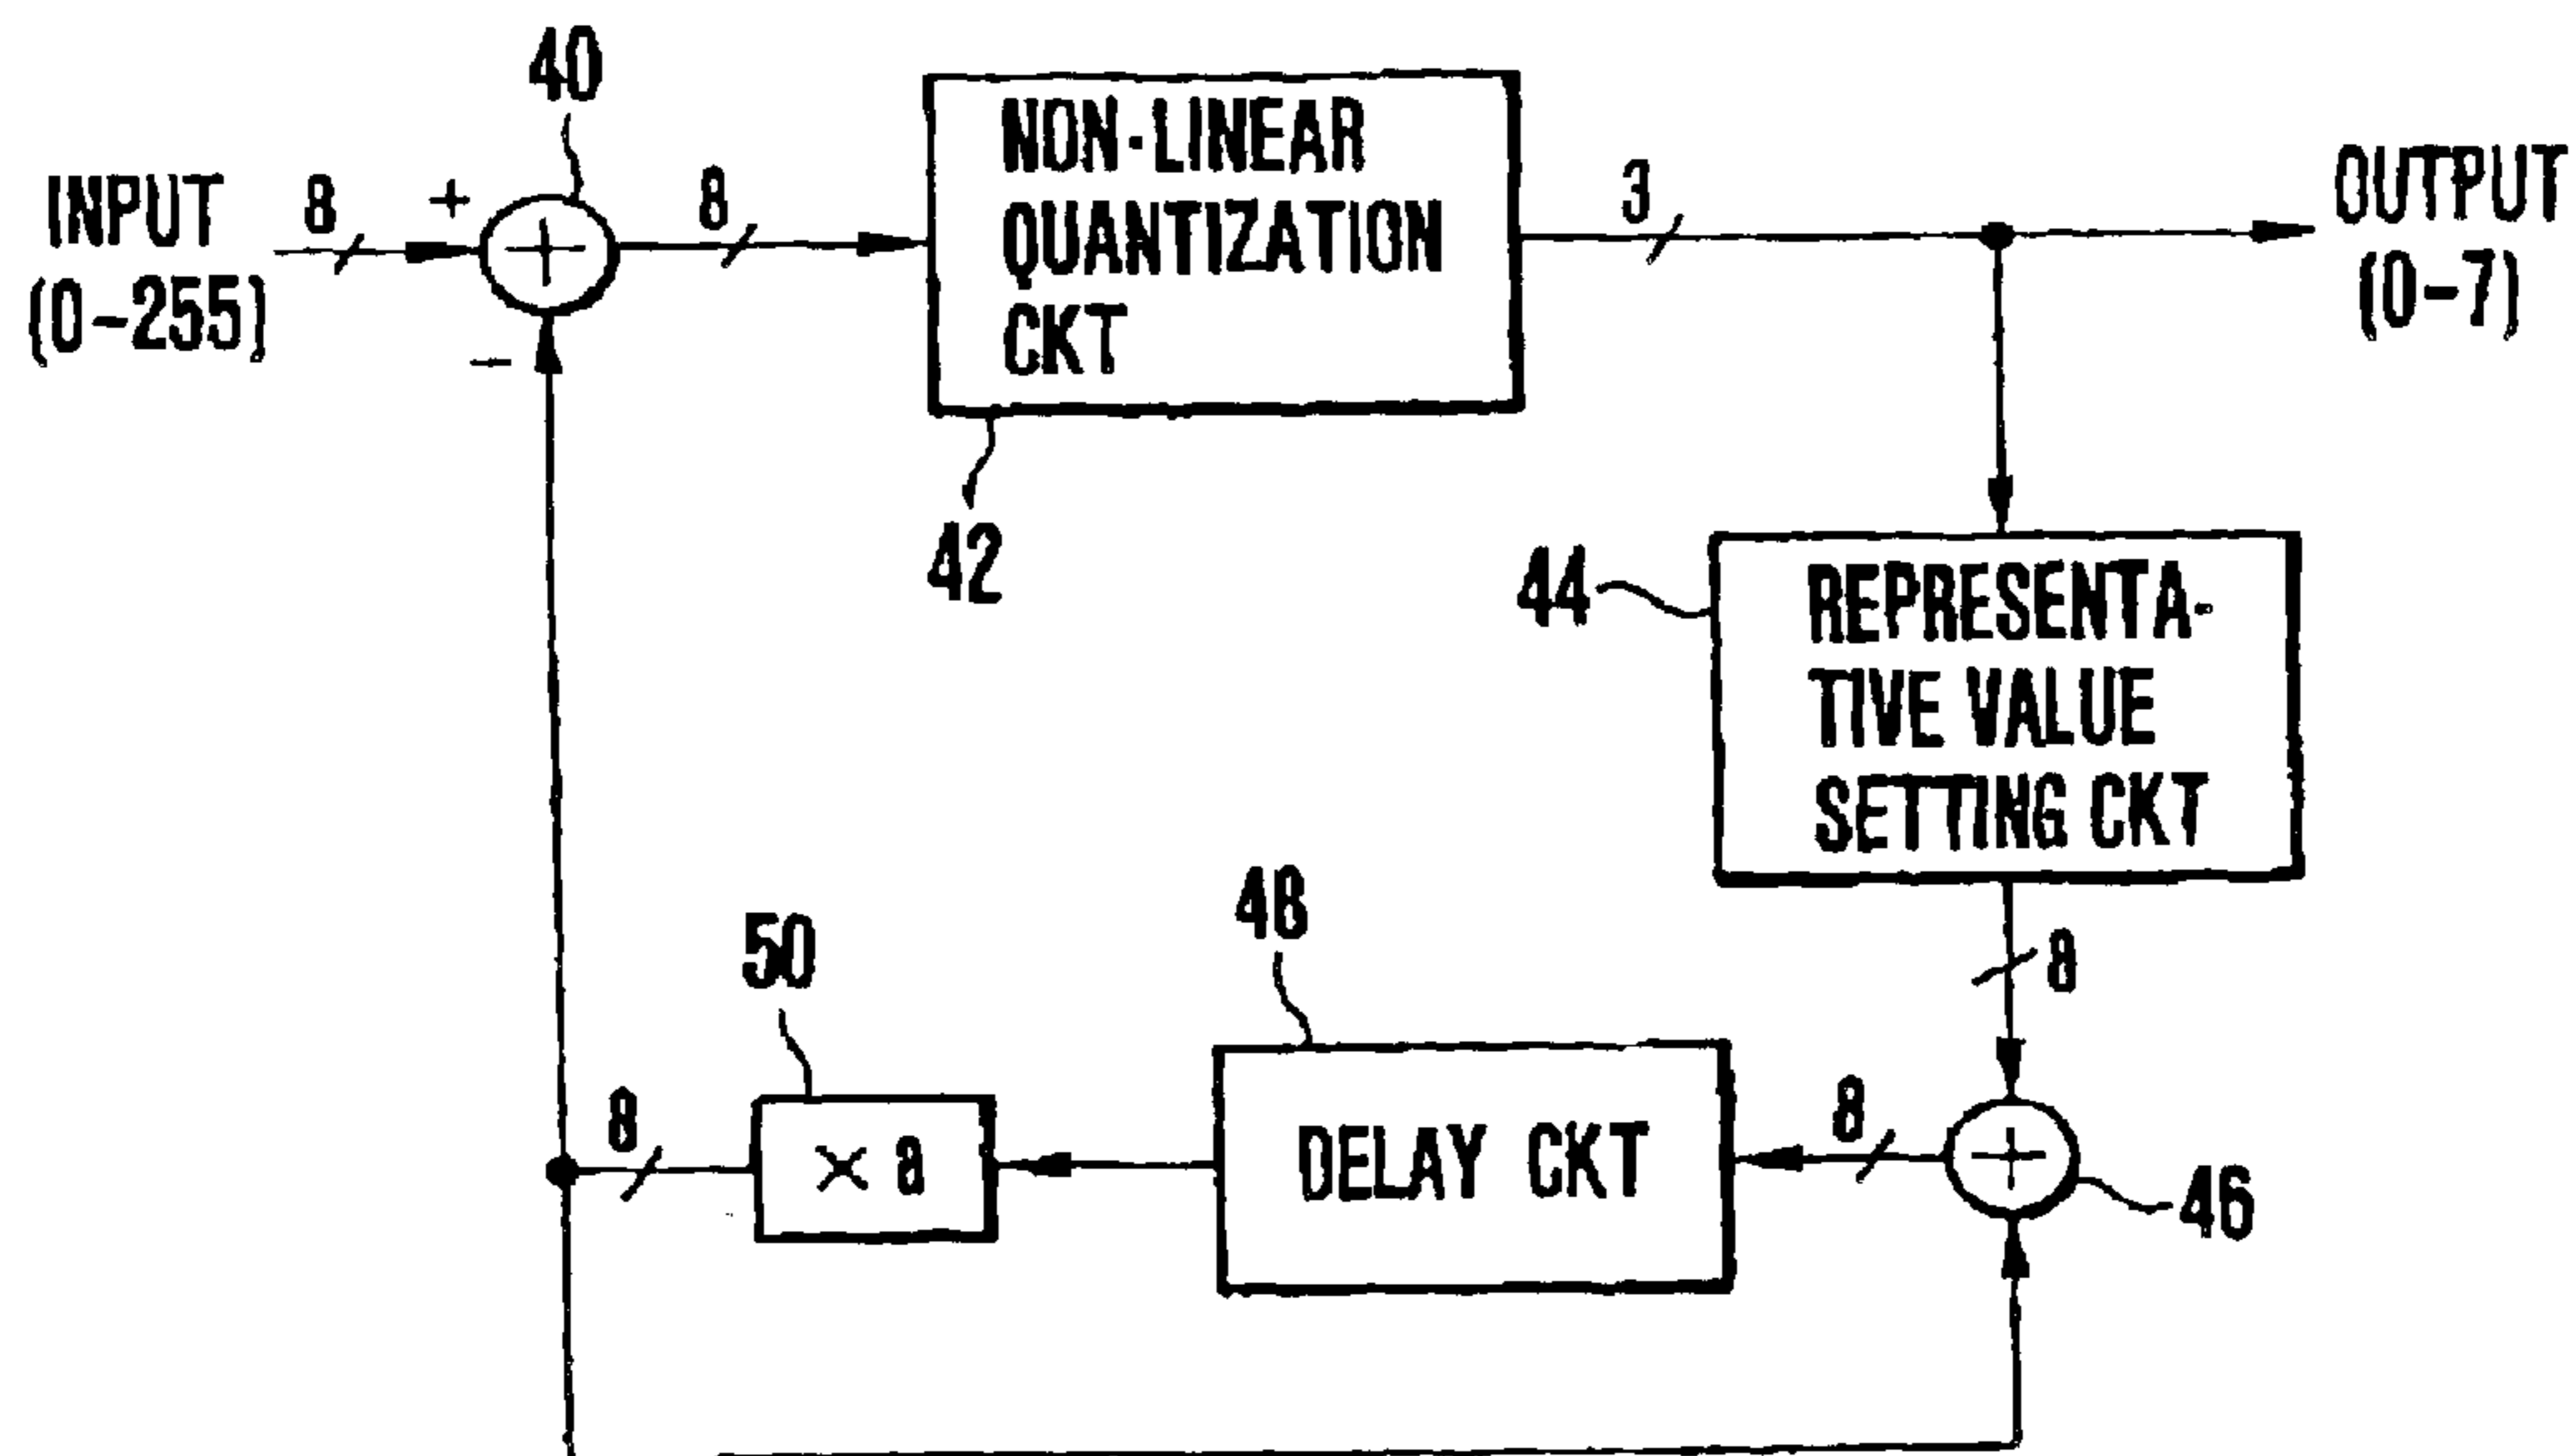 40
INPUT
(0-255)
8
+
-
8
NON-LINEAR
QUANTIZATION
CKT
42
3
OUTPUT
(0-7)
44
REPRESENTA-
TIVE VALUE
SETTING CKT
8
46
8
48
DELAY CKT
50
× a
8